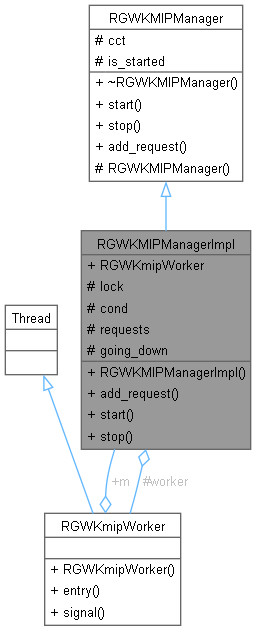 RGWKMIPManager
# cct
# is_started
+ ~RGWKMIPManager()
+ start()
+ stop()
+ add_request()
# RGWKMIPManager()
RGWKMIPManagerImpl
+ RGWKmipWorker
# lock
# cond
# requests
# going_down
+ RGWKMIPManagerImpl()
+ add_request()
+ start()
+ stop()
Thread
+m #worker
RGWKmipWorker
+ RGWKmipWorker()
+ entry()
+ signal()